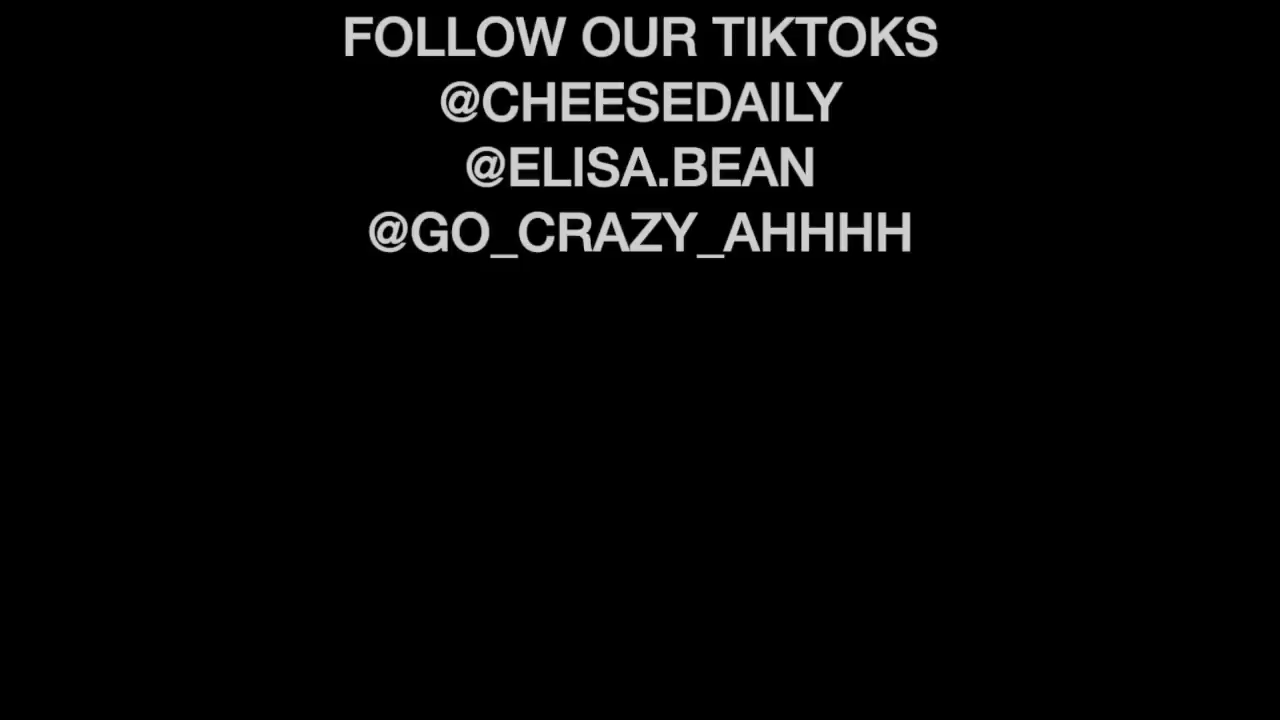 FOLLOW OUR TIKTOKS
@CHEESEDAILY
@ELISA.BEAN
@GO_CRAZY_AHHHH